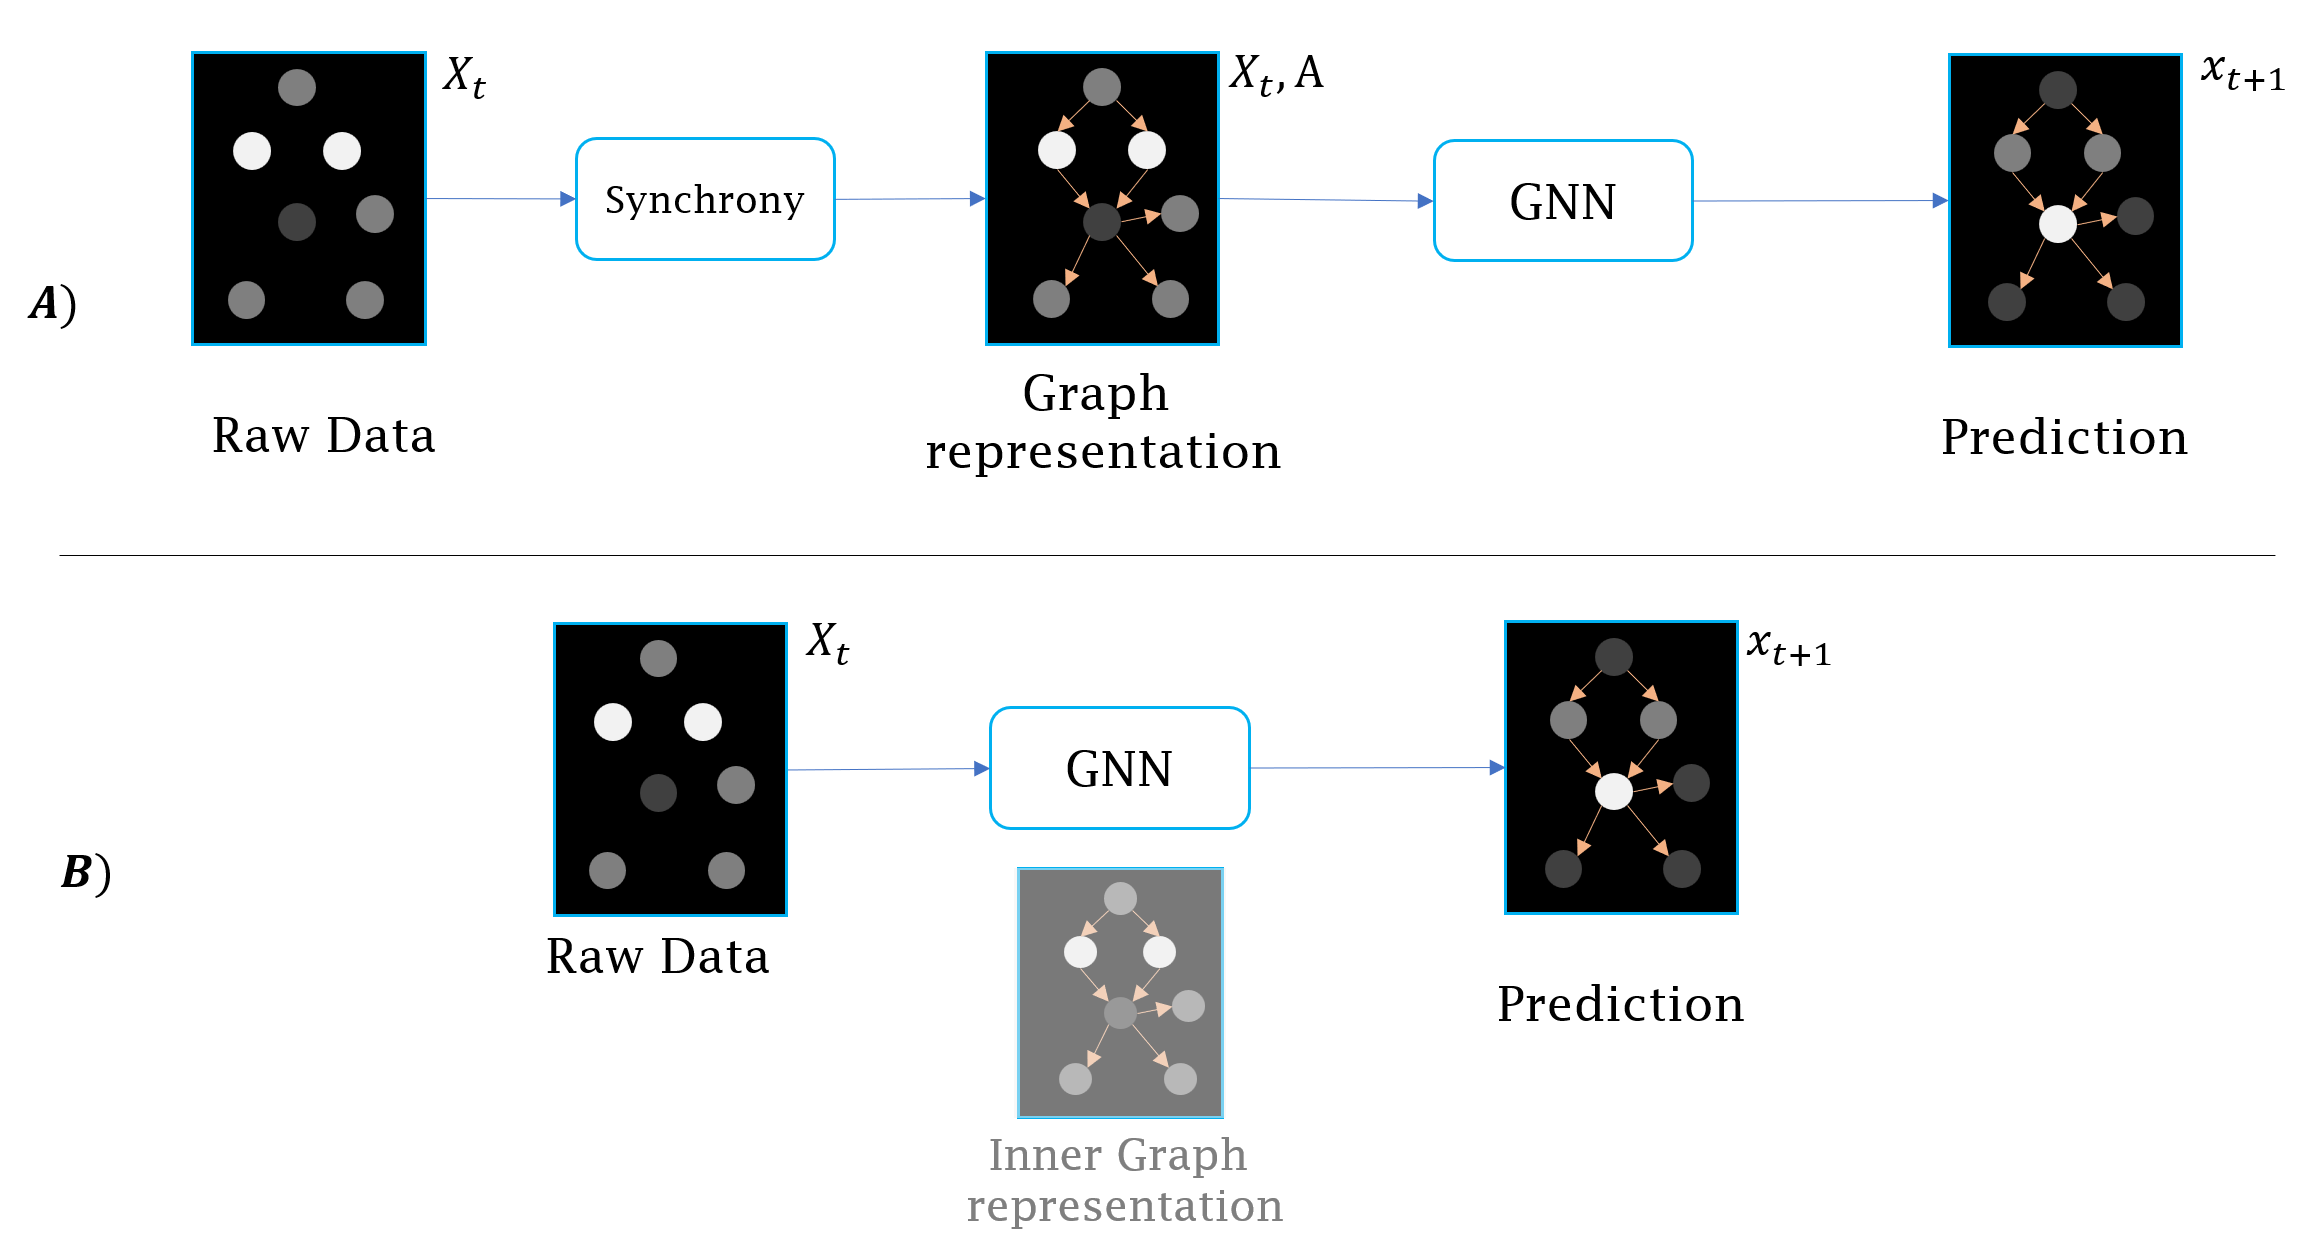 X_t
X_t, A
x_{t+1}
Synchrony
GNN
A)
Graph
representation
Raw Data
Prediction
X_t
x_{t+1}
GNN
B)
Raw Data
Prediction
Inner Graph
representation